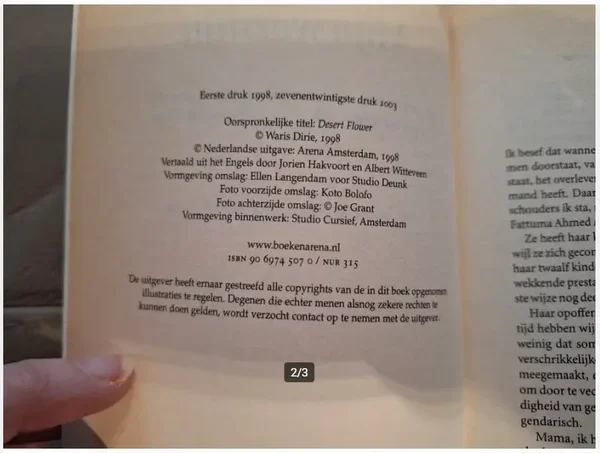 Eerste druk 1998, zevenentwintigste druk 2003
Oorspronkelijke titel: Desert Flower
© Waris Dirie, 1998
© Nederlandse uitgave: Arena Amsterdam, 1998
Vertaald uit het Engels door Jorien Hakvoort en Albert Witteveen
Vormgeving omslag: Ellen Langendam voor Studio Deunk
Foto voorzijde omslag: Koto Bolofo
Foto achterzijde omslag: © Joe Grant
Vormgeving binnenwerk: Studio Cursief, Amsterdam
www.boekenarena.nl
ISBN 90 6974 507 0 / NUR 315
De uitgever heeft ernaar gestreefd alle copyrights van de in dit boek opgenomen
illustraties te regelen. Degenen die echter menen alsnog zekere rechten te
kunnen doen gelden, wordt verzocht contact op te nemen met de uitgever.
2/3
Ik besef dat wanne
men doorstaat, va
staat, het overleve
mand heeft. Daar
schouders ik sta,
Fattuma Ahmed
Ze heeft haar
wijl ze zich gecon
haar twaalf kind
wekkende presta
ste wijze nog dee
Haar opoffer
tijd hebben wij
weinig dat som
verschrikkelijk
meegemaakt,
om door te vec
digheid van ge
gendarisch.
Mama, ik h